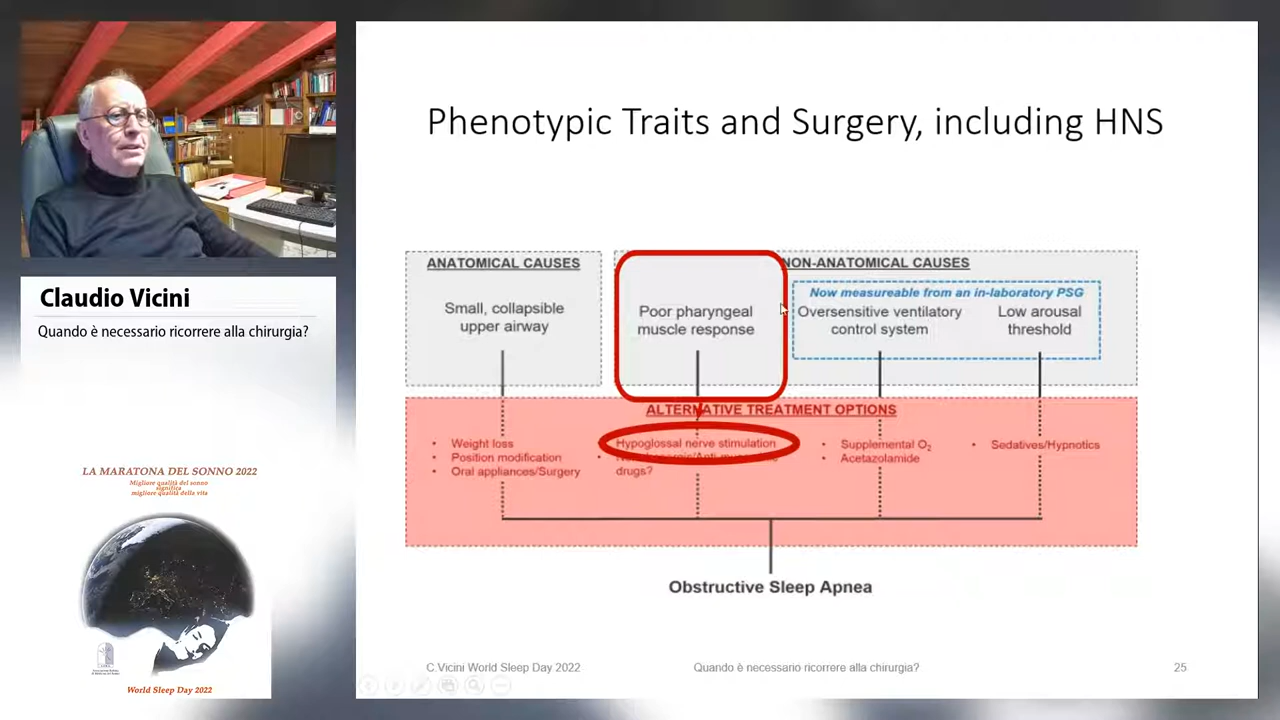 Claudio Vicini
Quando è necessario ricorrere alla chirurgia?
LA MARATONA DEL SONNO 2022
Migliore qualità del sonno
significa
migliore qualità della vita
World Sleep Day 2022
Phenotypic Traits and Surgery, including HNS
ANATOMICAL CAUSES
Small, collapsible
upper airway
NON-ANATOMICAL CAUSES
Poor pharyngeal
muscle response
Now measureable from an in-laboratory PSG
Oversensitive ventilatory
control system
Low arousal
threshold
ALTERNATIVE TREATMENT OPTIONS
• Weight loss
• Position modification
• Oral appliances/Surgery
Hypoglossal nerve stimulation
drugs?
• Supplemental O₂
• Acetazolamide
• Sedatives/Hypnotics
Obstructive Sleep Apnea
C Vicini World Sleep Day 2022
Quando è necessario ricorrere alla chirurgia?
25